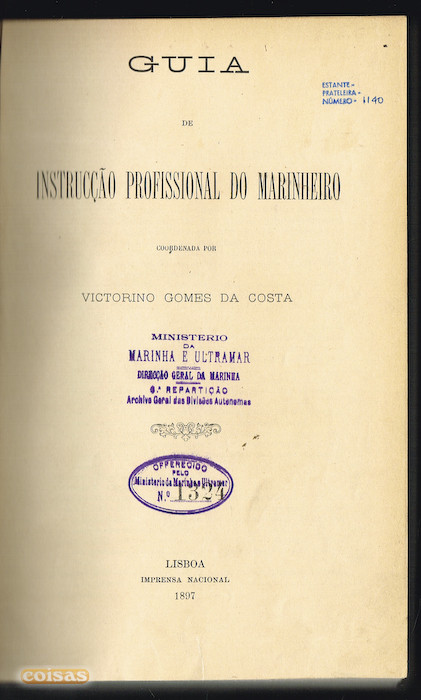 GUIA
ESTANTE-
PRATELEIRA-
NÚMERO- 1140
DE
INSTRUCÇÃO PROFISSIONAL DO MARINHEIRO
COORDENADA POR
VICTORINO GOMES DA COSTA
MINISTERIO
DA
MARINHA E ULTRAMAR
DIRECÇÃO GERAL DA MARINHA
6.ª REPARTIÇÃO
Archivo Geral das Divisões Autonomas
OFFERECIDO
PELO
Ministerio da Marinha e Ultramar
N.º 1324
LISBOA
IMPRENSA NACIONAL
1897
coisas